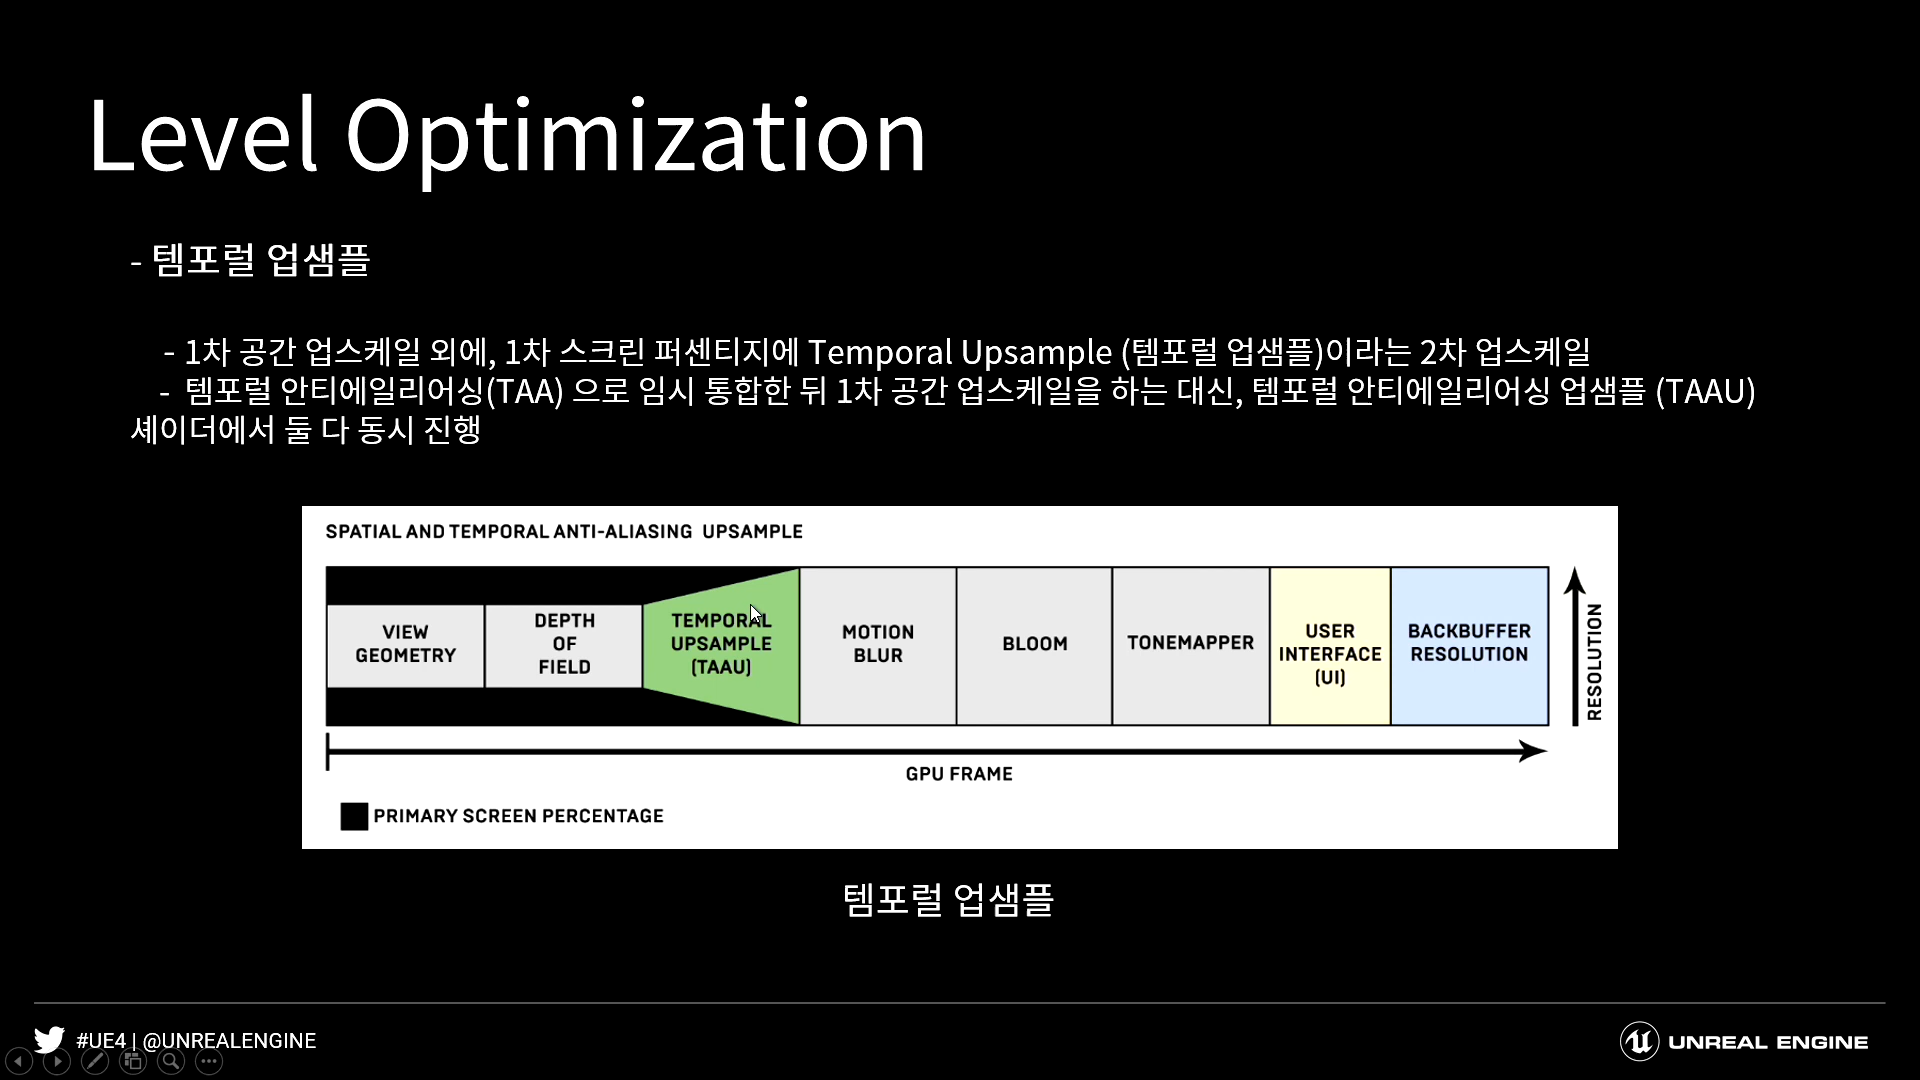 Level Optimization
- 템포럴 업샘플
- 1차 공간 업스케일 외에, 1차 스크린 퍼센티지에 Temporal Upsample (템포럴 업샘플)이라는 2차 업스케일
- 템포럴 안티에일리어싱(TAA) 으로 임시 통합한 뒤 1차 공간 업스케일을 하는 대신, 템포럴 안티에일리어싱 업샘플 (TAAU)
셰이더에서 둘 다 동시 진행
SPATIAL AND TEMPORAL ANTI-ALIASING UPSAMPLE
VIEW
GEOMETRY
DEPTH
OF
FIELD
TEMPORAL
UPSAMPLE
(TAAU)
MOTION
BLUR
BLOOM
TONEMAPPER
USER
INTERFACE
(UI)
BACKBUFFER
RESOLUTION
RESOLUTION
GPU FRAME
PRIMARY SCREEN PERCENTAGE
템포럴 업샘플
#UE4 | @UNREALENGINE
UNREAL ENGINE